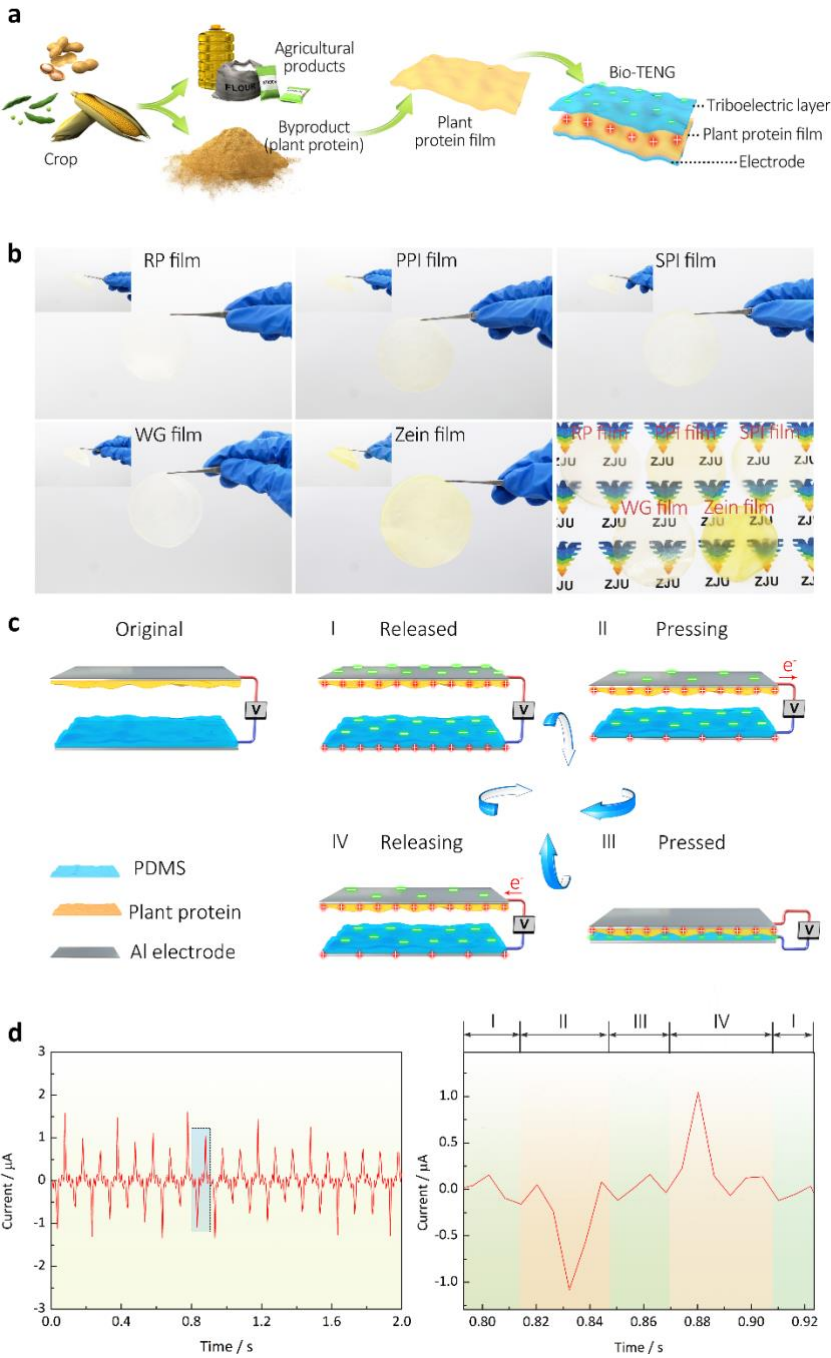 a
Agricultural
products
Bio-TENG
FLOUR
Triboelectric layer
Plant protein film
Electrode
Byproduct
(plant protein)
Plant
protein film
Crop
b
RP film
PPI film
SPI film
WG film
Zein film
RP film PPI film SPI film
ZJU ZJU ZJU ZJU ZJU
WG film Zein film
ZJU ZJU
JU ZJU ZJU ZJU ZJU
c
Original
I Released
II Pressing
e-
V
V
V
IV Releasing
III Pressed
e-
V
V
PDMS
Plant protein
Al electrode
d
I II III IV I
3
2
1
0
-1
-2
-3
Current / μA
0.0 0.4 0.8 1.2 1.6 2.0
Time / s
1.0
0.5
0.0
-0.5
-1.0
Current / μA
0.80 0.82 0.84 0.86 0.88 0.90 0.92
Time / s